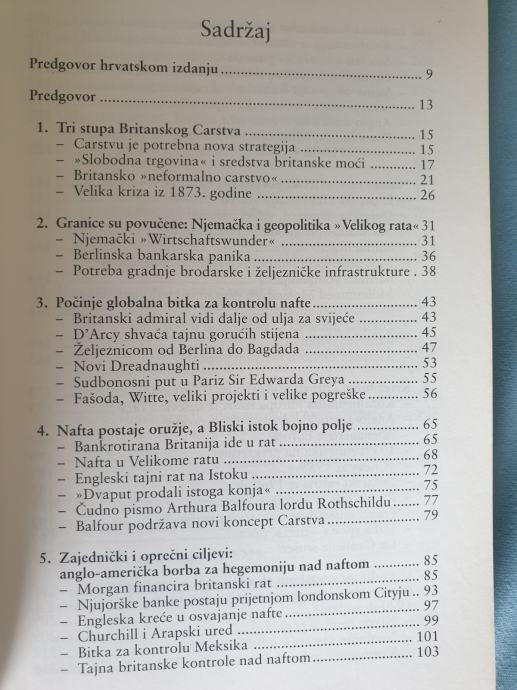 Sadržaj
Predgovor hrvatskom izdanju .......... 9
Predgovor .......... 13
1. Tri stupa Britanskog Carstva .......... 15
– Carstvu je potrebna nova strategija .......... 15
– »Slobodna trgovina« i sredstva britanske moći .......... 17
– Britansko »neformalno carstvo« .......... 21
– Velika kriza iz 1873. godine .......... 26
2. Granice su povučene: Njemačka i geopolitika »Velikog rata« 31
– Njemački »Wirtschaftswunder« .......... 31
– Berlinska bankarska panika .......... 36
– Potreba gradnje brodarske i željezničke infrastrukture . 38
3. Počinje globalna bitka za kontrolu nafte .......... 43
– Britanski admiral vidi dalje od ulja za svijeće .......... 43
– D'Arcy shvaća tajnu gorućih stijena .......... 45
– Željeznicom od Berlina do Bagdada .......... 47
– Novi Dreadnaughti .......... 53
– Sudbonosni put u Pariz Sir Edwarda Greya .......... 55
– Fašoda, Witte, veliki projekti i velike pogreške .......... 56
4. Nafta postaje oružje, a Bliski istok bojno polje .......... 65
– Bankrotirana Britanija ide u rat .......... 65
– Nafta u Velikome ratu .......... 68
– Engleski tajni rat na Istoku .......... 72
– »Dvaput prodali istoga konja« .......... 75
– Čudno pismo Arthura Balfoura lordu Rothschildu .......... 77
– Balfour podržava novi koncept Carstva .......... 79
5. Zajednički i oprečni ciljevi:
anglo-američka borba za hegemoniju nad naftom .......... 85
– Morgan financira britanski rat .......... 85
– Njujorške banke postaju prijetnjom londonskom Cityju .. 93
– Engleska kreće u osvajanje nafte .......... 97
– Churchill i Arapski ured .......... 99
– Bitka za kontrolu Meksika .......... 101
– Tajna britanske kontrole nad naftom .......... 103